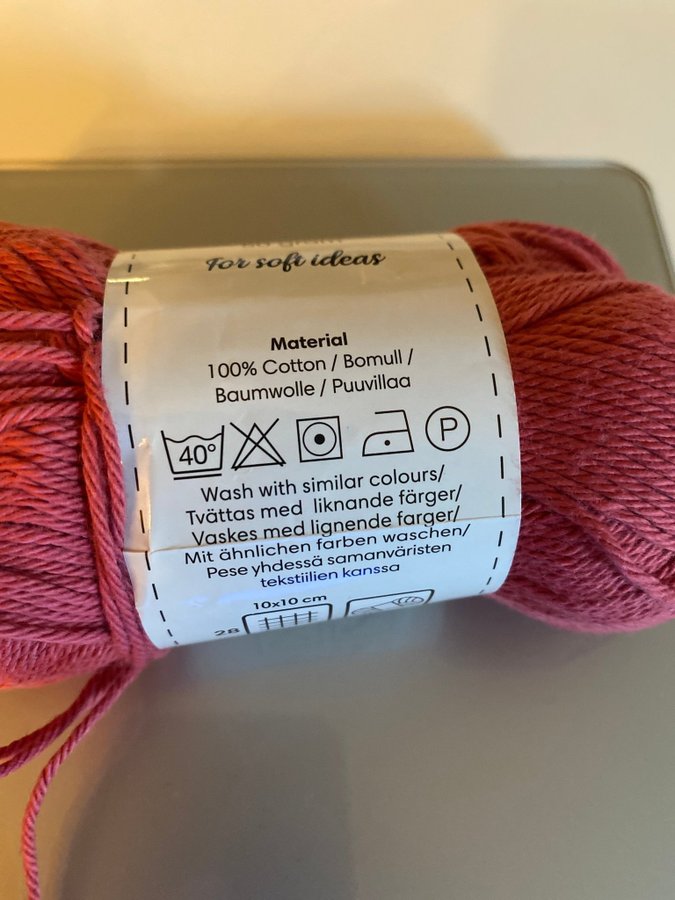 For soft ideas
Material
100% Cotton / Bomull /
Baumwolle / Puuvillaa
40°
P
Wash with similar colours/
Tvättas med liknande färger/
Vaskes med lignende farger/
Mit ähnlichen farben waschen/
Pese yhdessä samanväristen
tekstiilien kanssa
10x10 cm
28